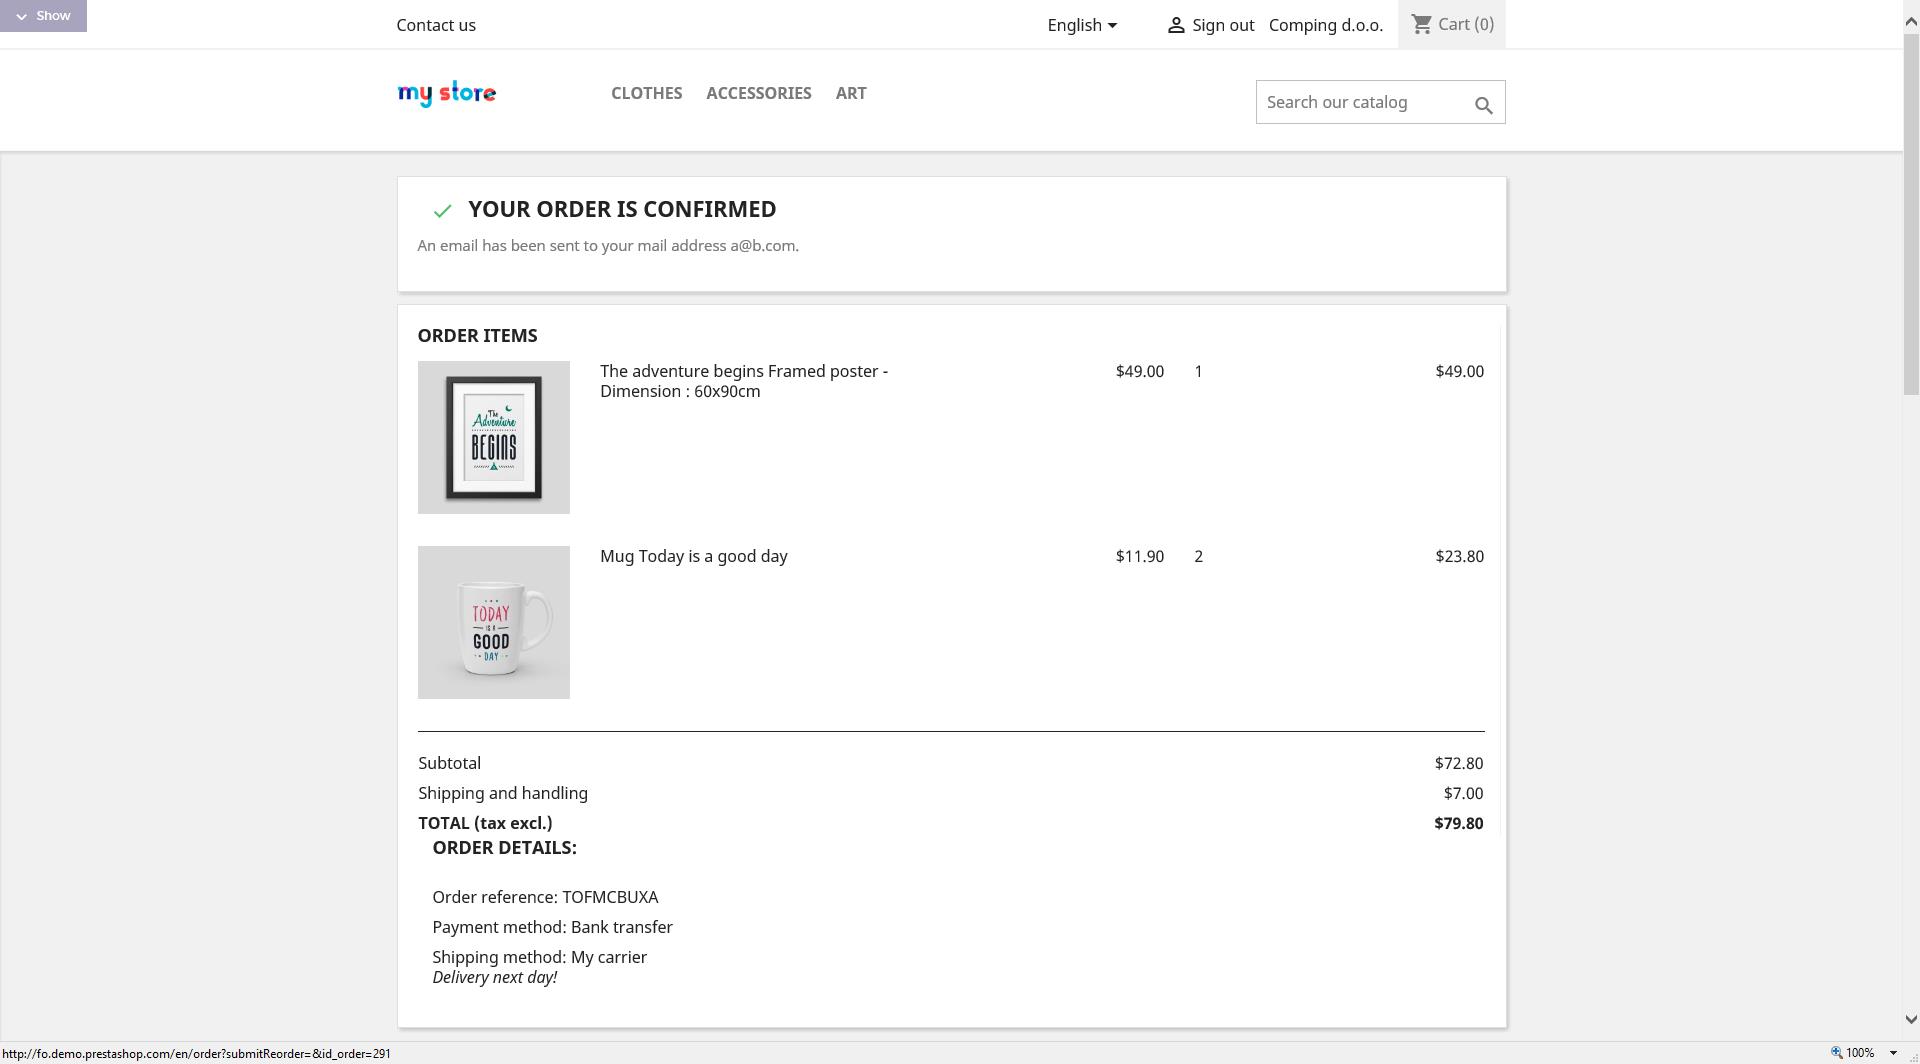 Show
Contact us
English
Sign out
Comping d.o.o.
Cart (0)
my store
CLOTHES
ACCESSORIES
ART
Search our catalog
YOUR ORDER IS CONFIRMED
An email has been sent to your mail address a@b.com.
ORDER ITEMS
The adventure begins Framed poster -
Dimension : 60x90cm
$49.00
1
$49.00
The
Adventure
BEGINS
Mug Today is a good day
$11.90
2
$23.80
TODAY
IS A
GOOD
DAY
Subtotal
$72.80
Shipping and handling
$7.00
TOTAL (tax excl.)
$79.80
ORDER DETAILS:
Order reference: TOFMCBUXA
Payment method: Bank transfer
Shipping method: My carrier
Delivery next day!
http://fo.demo.prestashop.com/en/order?submitReorder=&id_order=291
100%